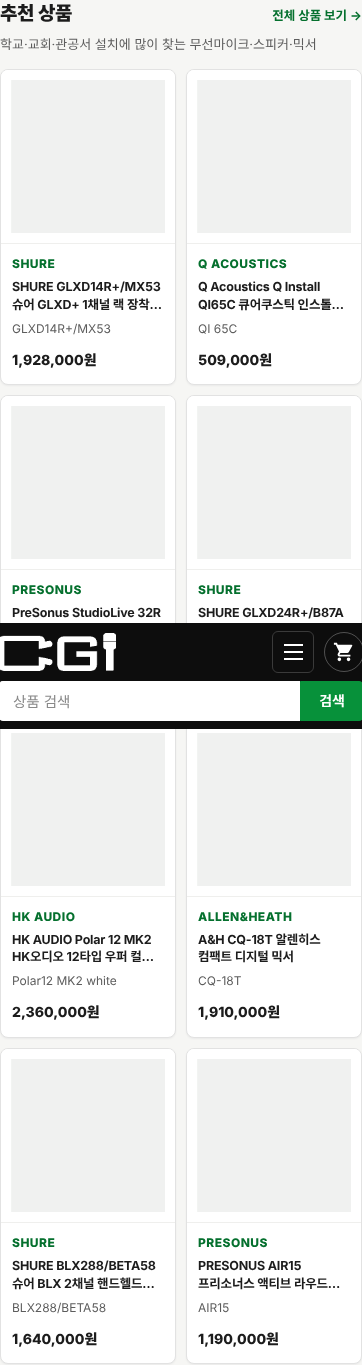 추천 상품
전체 상품 보기 →
학교·교회·관공서 설치에 많이 찾는 무선마이크·스피커·믹서
SHURE
SHURE GLXD14R+/MX53
슈어 GLXD+ 1채널 랙 장착...
GLXD14R+/MX53
1,928,000원
Q ACOUSTICS
Q Acoustics Q Install
QI65C 큐어쿠스틱 인스톨...
QI 65C
509,000원
PRESONUS
PreSonus StudioLive 32R
SHURE
SHURE GLXD24R+/B87A
CGI
상품 검색
검색
HK AUDIO
HK AUDIO Polar 12 MK2
HK오디오 12타입 우퍼 컬...
Polar12 MK2 white
2,360,000원
ALLEN&HEATH
A&H CQ-18T 알렌히스
컴팩트 디지털 믹서
CQ-18T
1,910,000원
SHURE
SHURE BLX288/BETA58
슈어 BLX 2채널 핸드헬드...
BLX288/BETA58
1,640,000원
PRESONUS
PRESONUS AIR15
프리소너스 액티브 라우드...
AIR15
1,190,000원